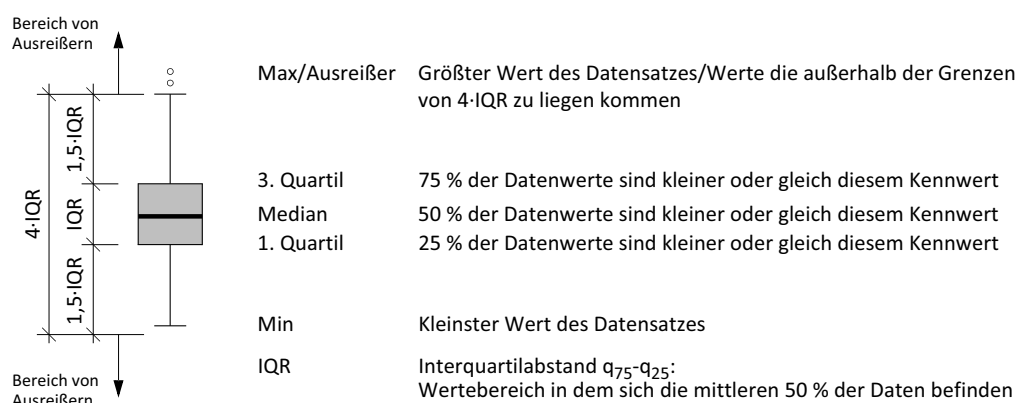 Bereich von
Ausreißern
Max/Ausreißer Größter Wert des Datensatzes/Werte die außerhalb der Grenzen
von 4·IQR zu liegen kommen
1,5·IQR
4·IQR
IQR
1,5·IQR
3. Quartil 75 % der Datenwerte sind kleiner oder gleich diesem Kennwert
Median 50 % der Datenwerte sind kleiner oder gleich diesem Kennwert
1. Quartil 25 % der Datenwerte sind kleiner oder gleich diesem Kennwert
Min Kleinster Wert des Datensatzes
IQR Interquartilabstand q75-q25:
Wertebereich in dem sich die mittleren 50 % der Daten befinden
Bereich von
Ausreißern